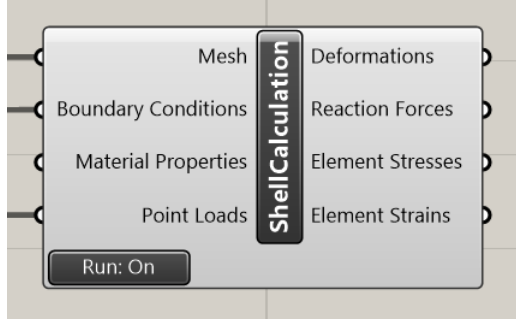 Mesh
Boundary Conditions
Material Properties
Point Loads
ShellCalculation
Deformations
Reaction Forces
Element Stresses
Element Strains
Run: On